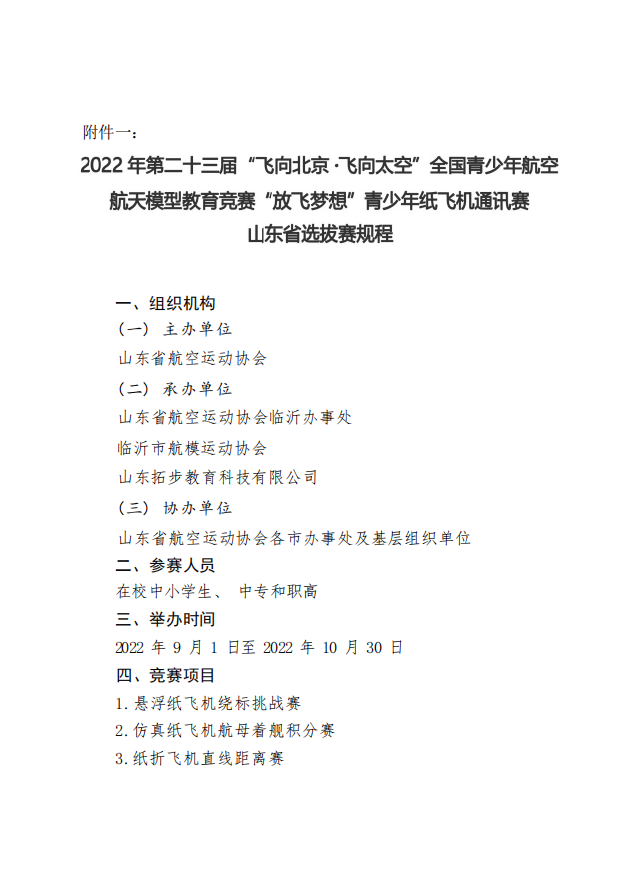 附件一：
2022 年第二十三届“飞向北京·飞向太空”全国青少年航空
航天模型教育竞赛“放飞梦想”青少年纸飞机通讯赛
山东省选拔赛规程
一、组织机构
（一） 主办单位
山东省航空运动协会
（二） 承办单位
山东省航空运动协会临沂办事处
临沂市航模运动协会
山东拓步教育科技有限公司
（三） 协办单位
山东省航空运动协会各市办事处及基层组织单位
二、参赛人员
在校中小学生、 中专和职高
三、举办时间
2022 年 9 月 1 日至 2022 年 10 月 30 日
四、竞赛项目
1.悬浮纸飞机绕标挑战赛
2.仿真纸飞机航母着舰积分赛
3.纸折飞机直线距离赛